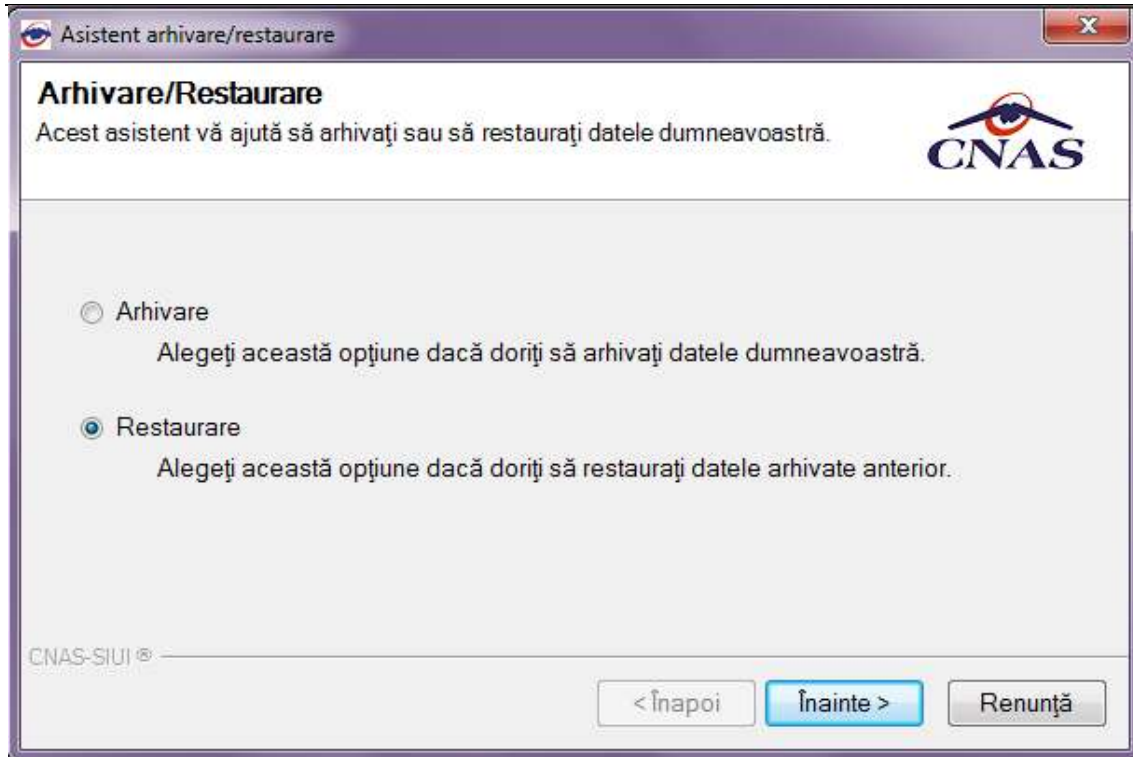 Asistent arhivare/restaurare
Arhivare/Restaurare
Acest asistent vă ajută să arhivaţi sau să restauraţi datele dumneavoastră.
CNAS
Arhivare
Alegeţi această opţiune dacă doriţi să arhivaţi datele dumneavoastră.
Restaurare
Alegeţi această opţiune dacă doriţi să restauraţi datele arhivate anterior.
CNAS-SIUI ®
< Înapoi Înainte > Renunţă